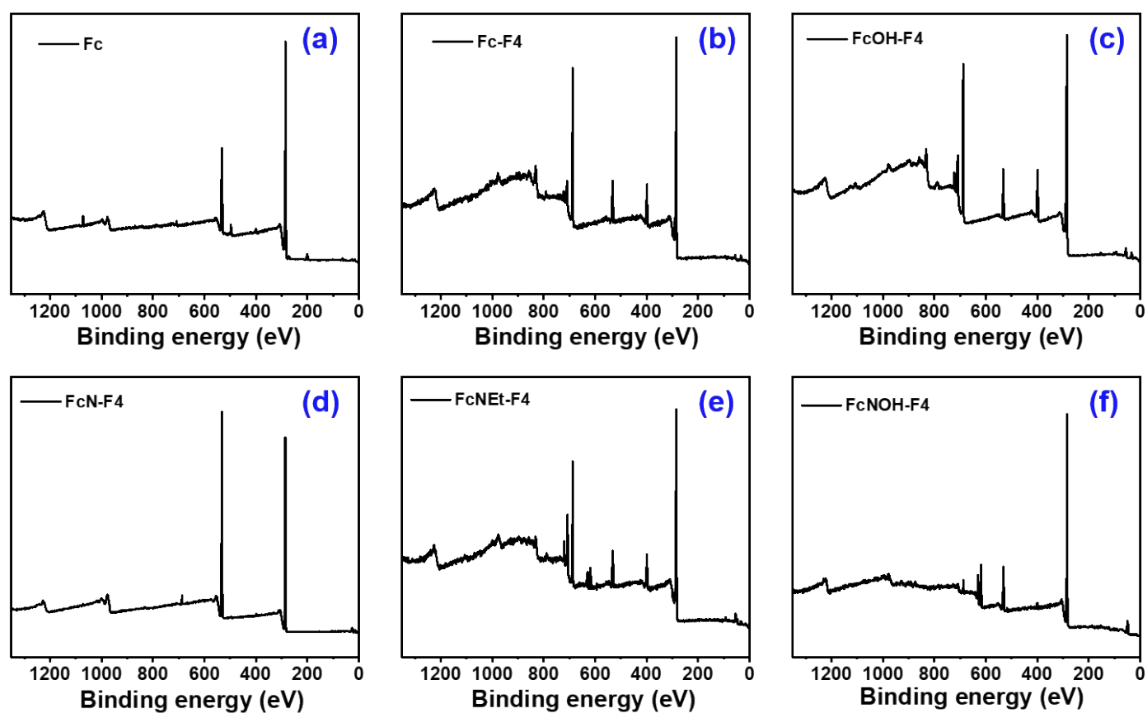 Fc
(a)
1200 1000 800 600 400 200 0
Binding energy (eV)
Fc-F4
(b)
1200 1000 800 600 400 200 0
Binding energy (eV)
FcOH-F4
(c)
1200 1000 800 600 400 200 0
Binding energy (eV)
FcN-F4
(d)
1200 1000 800 600 400 200 0
Binding energy (eV)
FcNEt-F4
(e)
1200 1000 800 600 400 200 0
Binding energy (eV)
FcNOH-F4
(f)
1200 1000 800 600 400 200 0
Binding energy (eV)